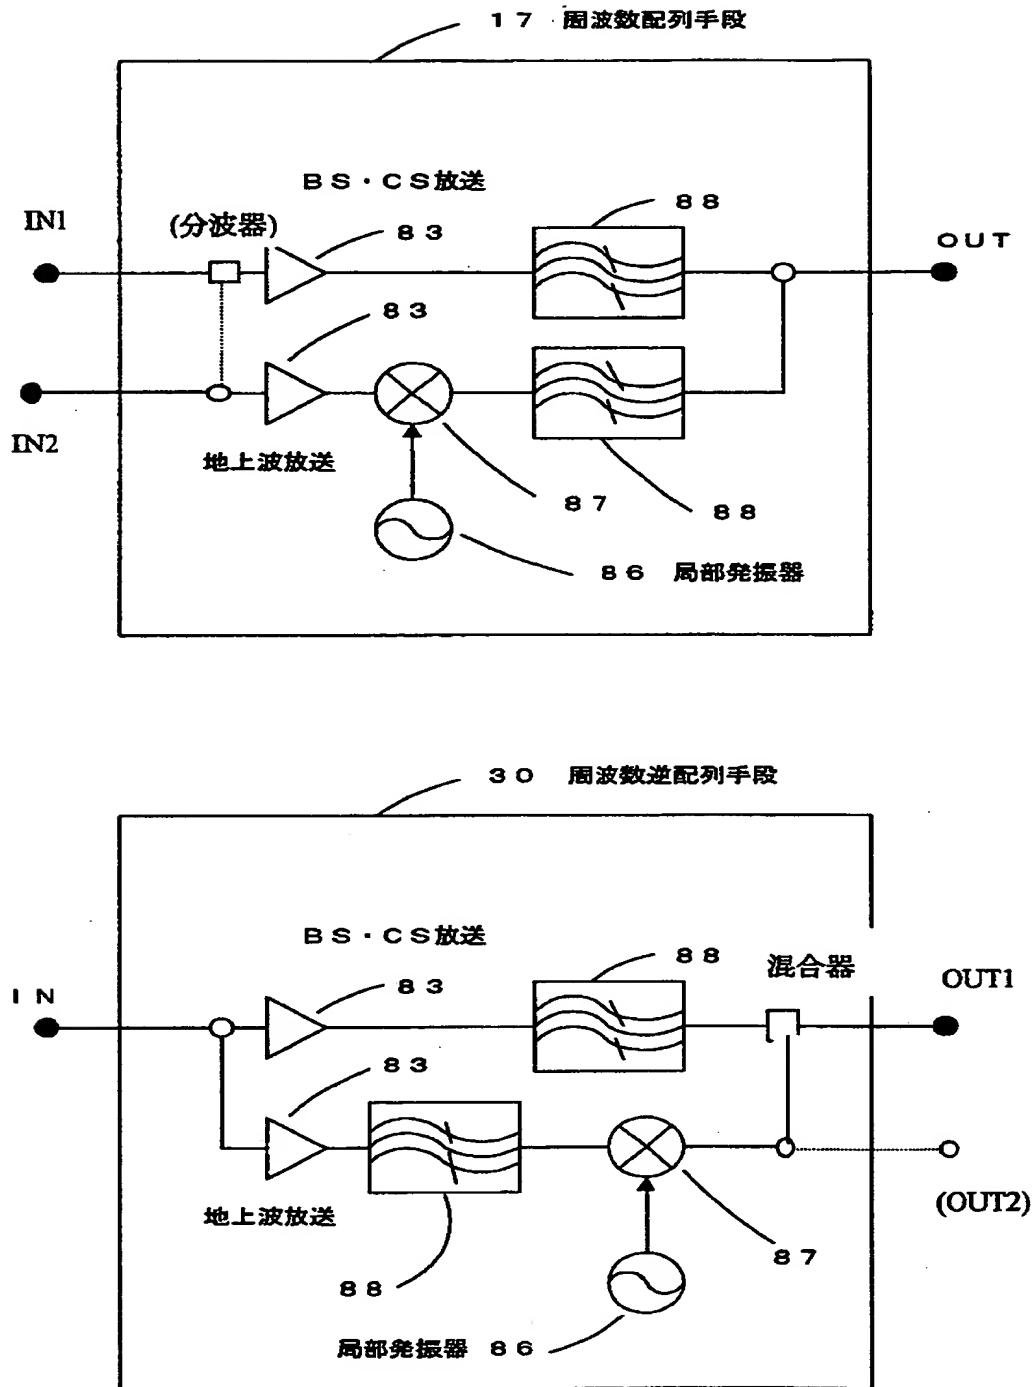 17 周波数配列手段
BS・CS放送
88
IN1
(分波器)
83
OUT
83
IN2
地上波放送
87
88
86 局部発振器
30 周波数逆配列手段
BS・CS放送
88
混合器
IN
83
OUT1
83
地上波放送
(OUT2)
87
88
局部発振器 86